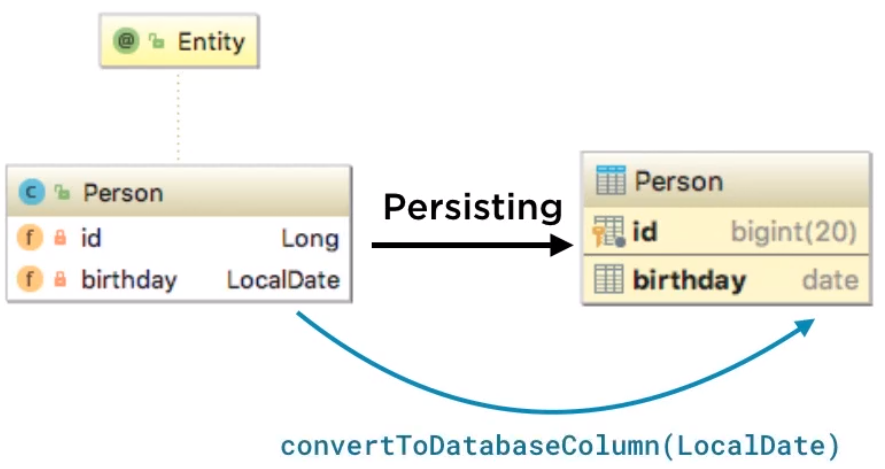 @ Entity
C Person
f id Long
f birthday LocalDate
Persisting
Person
id bigint(20)
birthday date
convertToDatabaseColumn(LocalDate)